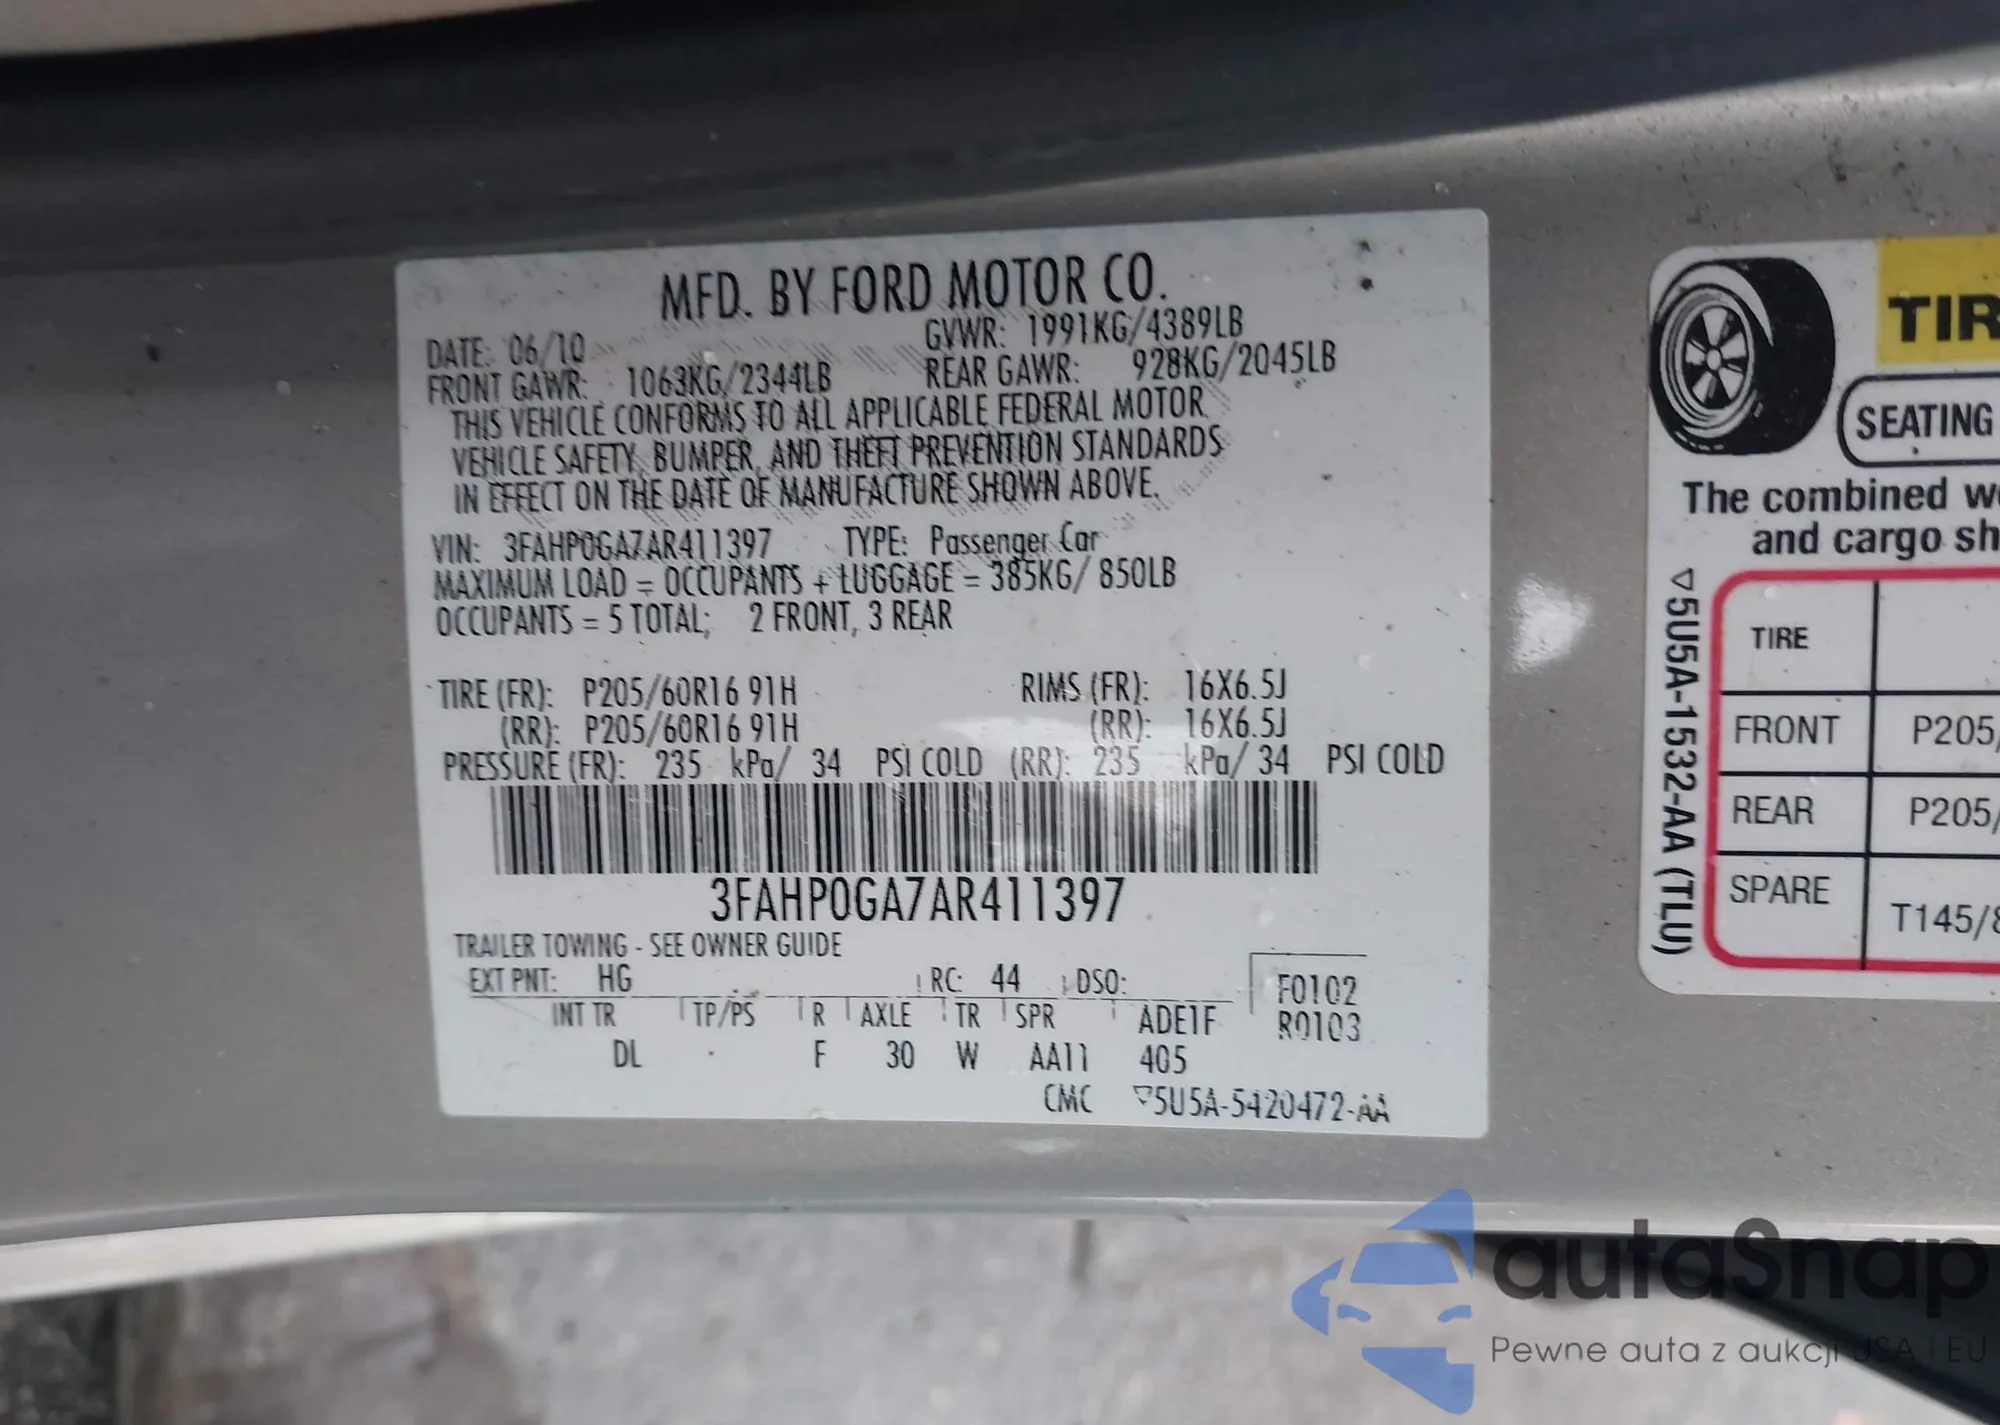 MFD. BY FORD MOTOR CO.
DATE: 06/10 GVWR: 1991KG/4389LB
FRONT GAWR: 1063KG/2344LB REAR GAWR: 928KG/2045LB
THIS VEHICLE CONFORMS TO ALL APPLICABLE FEDERAL MOTOR
VEHICLE SAFETY, BUMPER, AND THEFT PREVENTION STANDARDS
IN EFFECT ON THE DATE OF MANUFACTURE SHOWN ABOVE.
VIN: 3FAHP0GA7AR411397 TYPE: Passenger Car
MAXIMUM LOAD = OCCUPANTS + LUGGAGE = 385KG/ 850LB
OCCUPANTS = 5 TOTAL; 2 FRONT, 3 REAR
TIRE (FR): P205/60R16 91H RIMS (FR): 16X6.5J
(RR): P205/60R16 91H (RR): 16X6.5J
PRESSURE (FR): 235 kPa/ 34 PSI COLD (RR): 235 kPa/ 34 PSI COLD
3FAHP0GA7AR411397
TRAILER TOWING - SEE OWNER GUIDE
EXT PNT: HG RC: 44 DSO: F0102
INT TR TP/PS R AXLE TR SPR ADE1F R0103
DL F 30 W AA11 405
CMC ▽5U5A-5420472-AA
TIR
SEATING
The combined we
and cargo sh
▽5U5A-1532-AA (TLU)
TIRE
FRONT P205/
REAR P205/
SPARE T145/8
autaSnap
Pewne auta z aukcji USA i EU